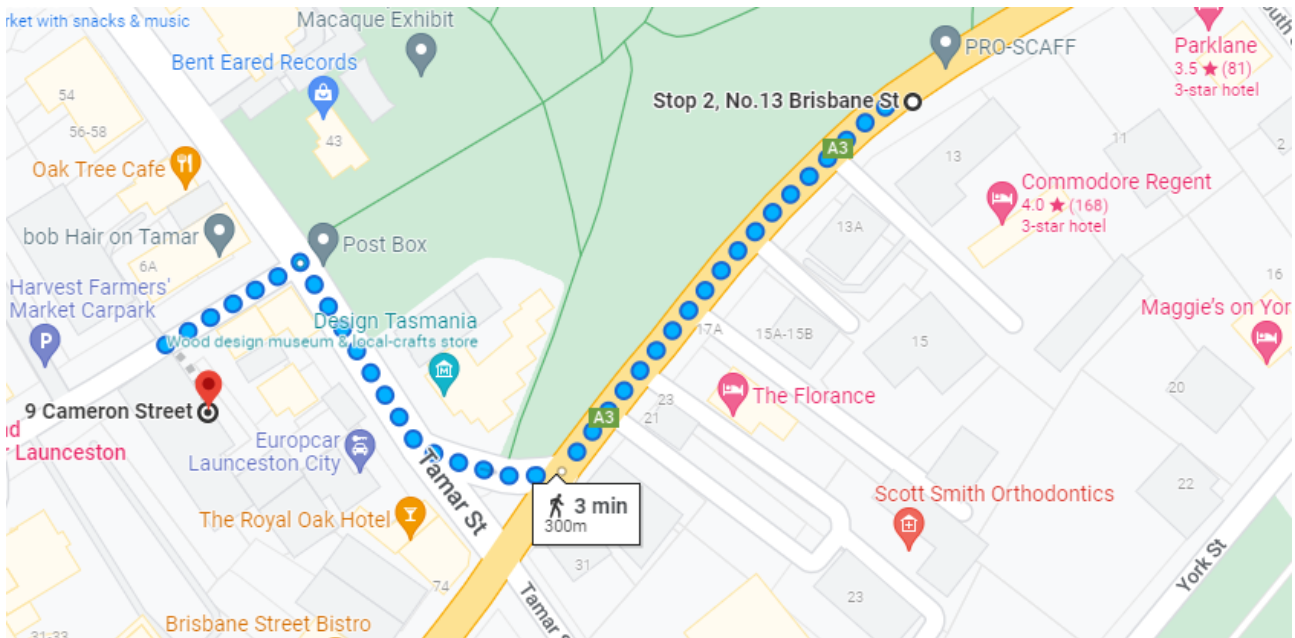 rket with snacks & music
Macaque Exhibit
Bent Eared Records
PRO-SCAFF
Parklane
3.5 ★ (81)
3-star hotel
Stop 2, No.13 Brisbane St
54
56-58
43
A3
13
11
2
Oak Tree Cafe
Commodore Regent
4.0 ★ (168)
3-star hotel
bob Hair on Tamar
Post Box
13A
6A
16
Harvest Farmers'
Market Carpark
P
Design Tasmania
Wood design museum & local-crafts store
17A
15A-15B
15
Maggie's on Yor
9 Cameron Street
The Florance
20
23
21
A3
Launceston
Europcar
Launceston City
Tamar St
3 min
300m
Scott Smith Orthodontics
22
The Royal Oak Hotel
York St
74
31
Tamar
23
Brisbane Street Bistro
31-33